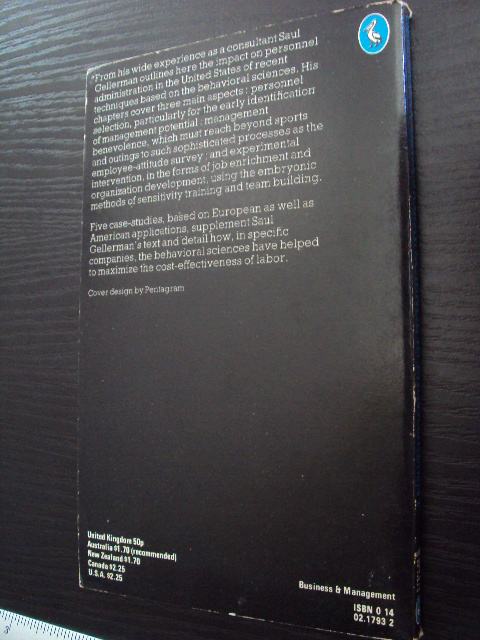 'From his wide experience as a consultant Saul
Gellerman outlines here the impact on personnel
administration in the United States of recent
techniques based on the behavioral sciences. His
chapters cover three main aspects: personnel
selection, particularly for the early identification
of management potential; management
benevolence, which must reach beyond sports
and outings to such sophisticated processes as the
employee-attitude survey; and experimental
intervention, in the forms of job enrichment and
organization development, using the embryonic
methods of sensitivity training and team building.
Five case-studies, based on European as well as
American applications, supplement Saul
Gellerman's text and detail how, in specific
companies, the behavioral sciences have helped
to maximize the cost-effectiveness of labor.
Cover design by Pentagram
United Kingdom 50p
Australia $1.70 (recommended)
New Zealand $1.70
Canada $2.25
U.S.A. $2.25
Business & Management
ISBN 0 14
02.1793 2